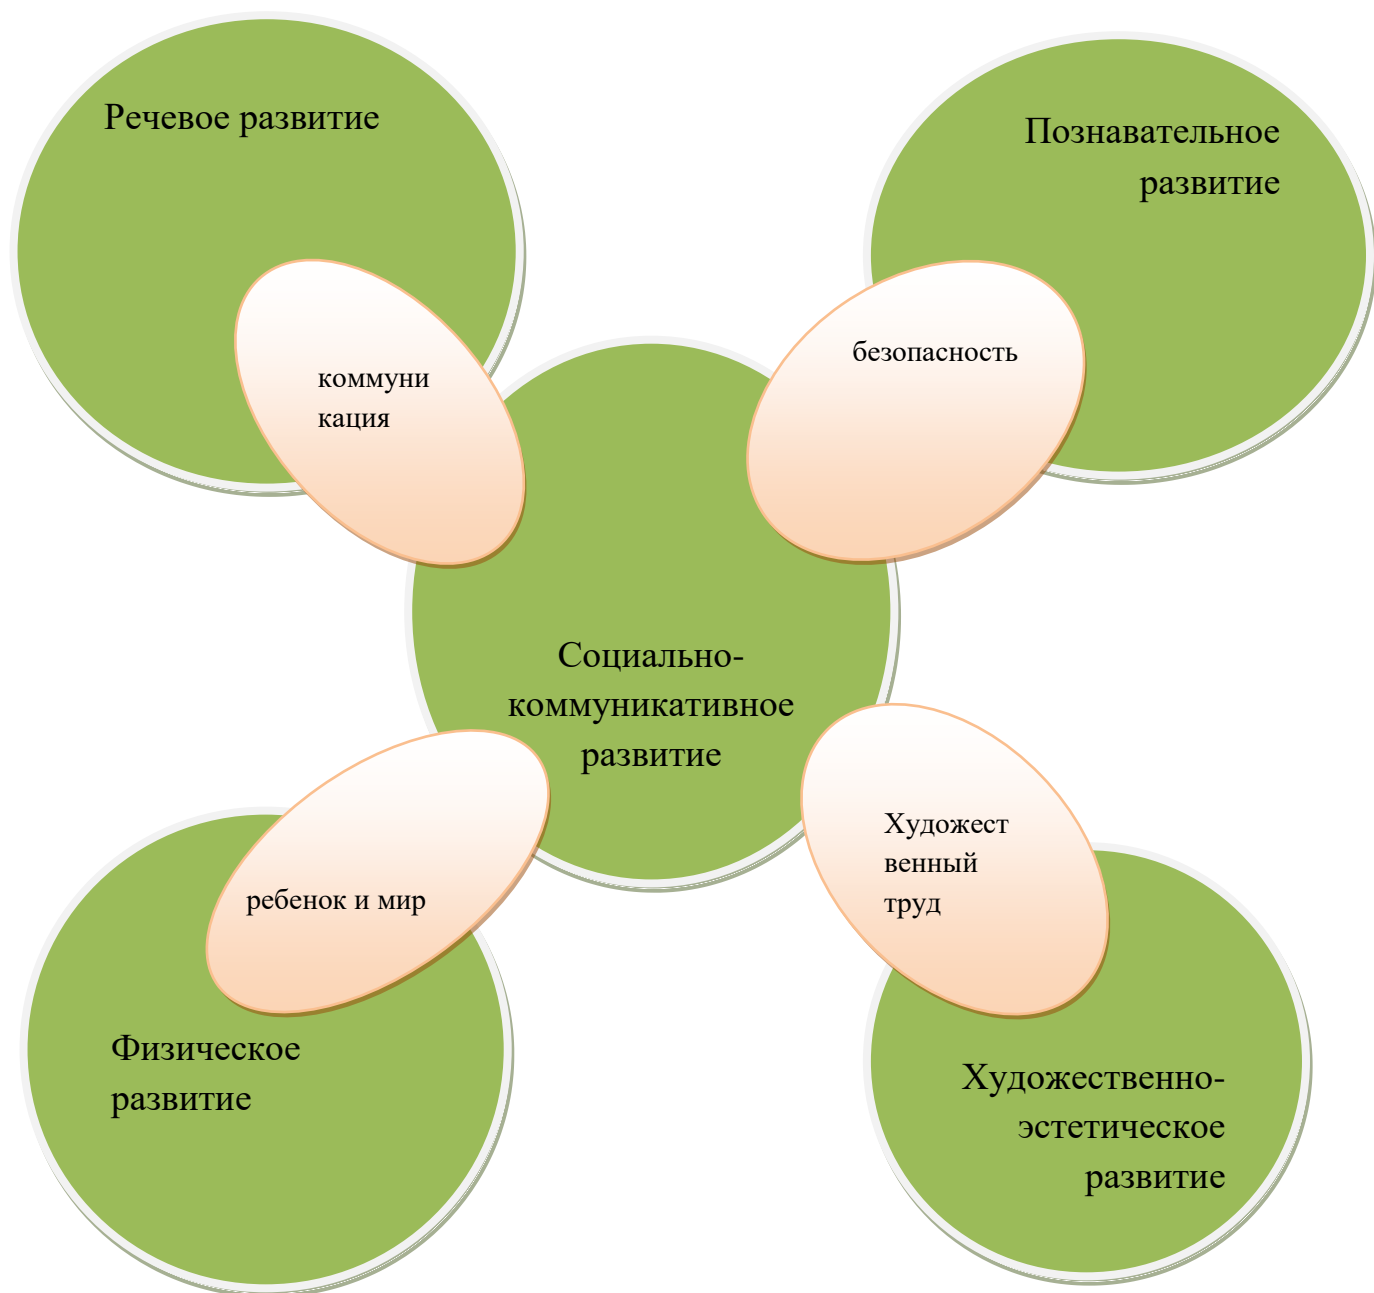 Речевое развитие
Познавательное
развитие
коммуни
кация
безопасность
Социально-
коммуникативное
развитие
ребенок и мир
Художест
венный
труд
Физическое
развитие
Художественно-
эстетическое
развитие